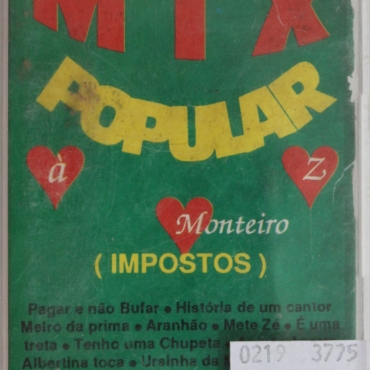 MIX
POPULAR
à Z
Monteiro
( IMPOSTOS )
Pagar e não Bufar • História de um cantor
Melro da prima • Aranhão • Mete Zé • É uma
treta • Tenho uma Chupeta •
Albertina toca • Ursinha da
0219 3775